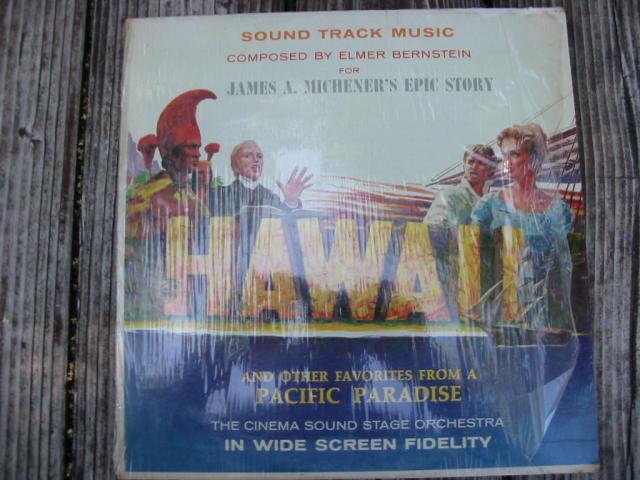 SOUND TRACK MUSIC
COMPOSED BY ELMER BERNSTEIN
FOR
JAMES A. MICHENER'S EPIC STORY
HAWAII
AND OTHER FAVORITES FROM A
PACIFIC PARADISE
THE CINEMA SOUND STAGE ORCHESTRA
IN WIDE SCREEN FIDELITY